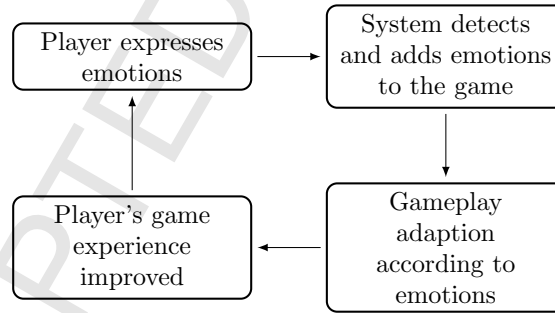 Player expresses
emotions
System detects
and adds emotions
to the game
Gameplay
adaption
according to
emotions
Player's game
experience
improved
PTED